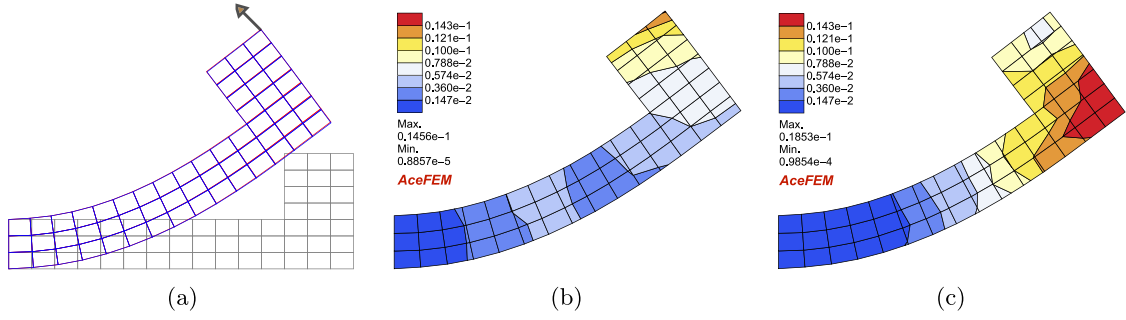 0.143e-1
0.121e-1
0.100e-1
0.788e-2
0.574e-2
0.360e-2
0.147e-2
Max.
0.1456e-1
Min.
0.8857e-5
AceFEM
0.143e-1
0.121e-1
0.100e-1
0.788e-2
0.574e-2
0.360e-2
0.147e-2
Max.
0.1853e-1
Min.
0.9854e-4
AceFEM
(a)
(b)
(c)